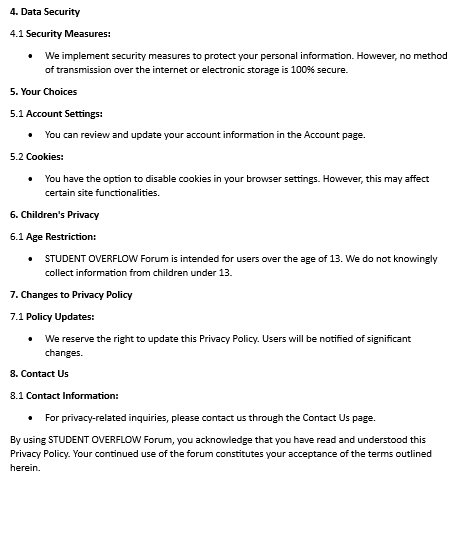 4. Data Security
4.1 Security Measures:
• We implement security measures to protect your personal information. However, no method
of transmission over the internet or electronic storage is 100% secure.
5. Your Choices
5.1 Account Settings:
• You can review and update your account information in the Account page.
5.2 Cookies:
• You have the option to disable cookies in your browser settings. However, this may affect
certain site functionalities.
6. Children's Privacy
6.1 Age Restriction:
• STUDENT OVERFLOW Forum is intended for users over the age of 13. We do not knowingly
collect information from children under 13.
7. Changes to Privacy Policy
7.1 Policy Updates:
• We reserve the right to update this Privacy Policy. Users will be notified of significant
changes.
8. Contact Us
8.1 Contact Information:
• For privacy-related inquiries, please contact us through the Contact Us page.
By using STUDENT OVERFLOW Forum, you acknowledge that you have read and understood this
Privacy Policy. Your continued use of the forum constitutes your acceptance of the terms outlined
herein.